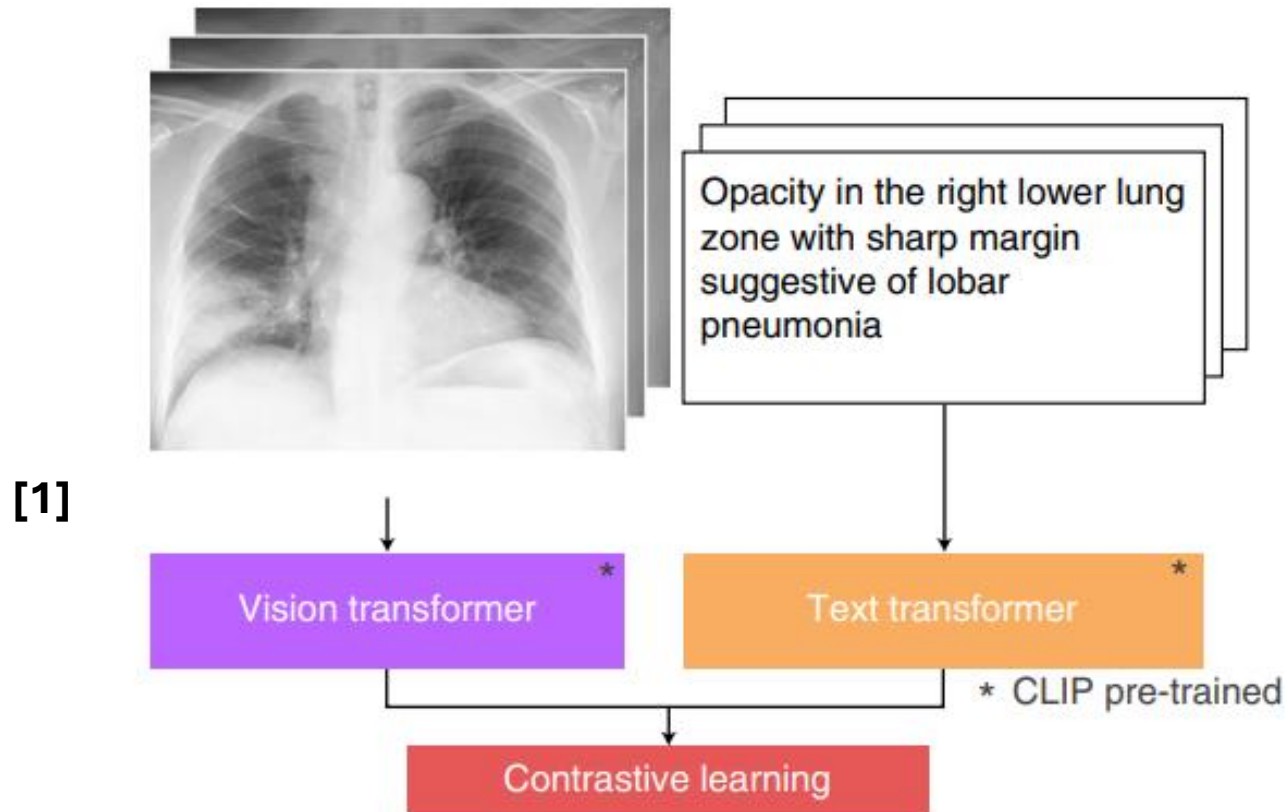 Opacity in the right lower lung
zone with sharp margin
suggestive of lobar
pneumonia
[1]
Vision transformer *
Text transformer *
* CLIP pre-trained
Contrastive learning